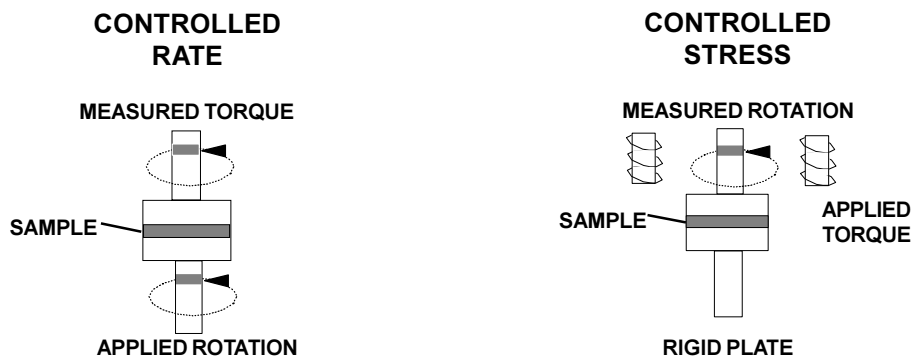 CONTROLLED
RATE
MEASURED TORQUE
SAMPLE
APPLIED ROTATION
CONTROLLED
STRESS
MEASURED ROTATION
SAMPLE
APPLIED
TORQUE
RIGID PLATE